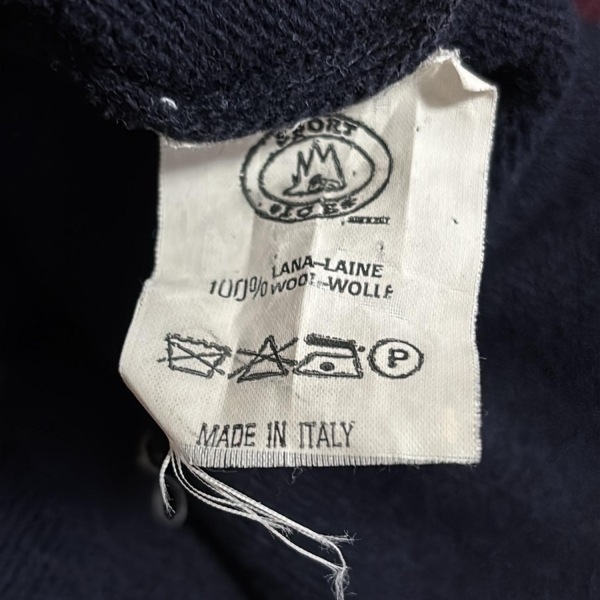 SPORT
LANA-LAINE
100% WOOL-WOLLE
P
MADE IN ITALY